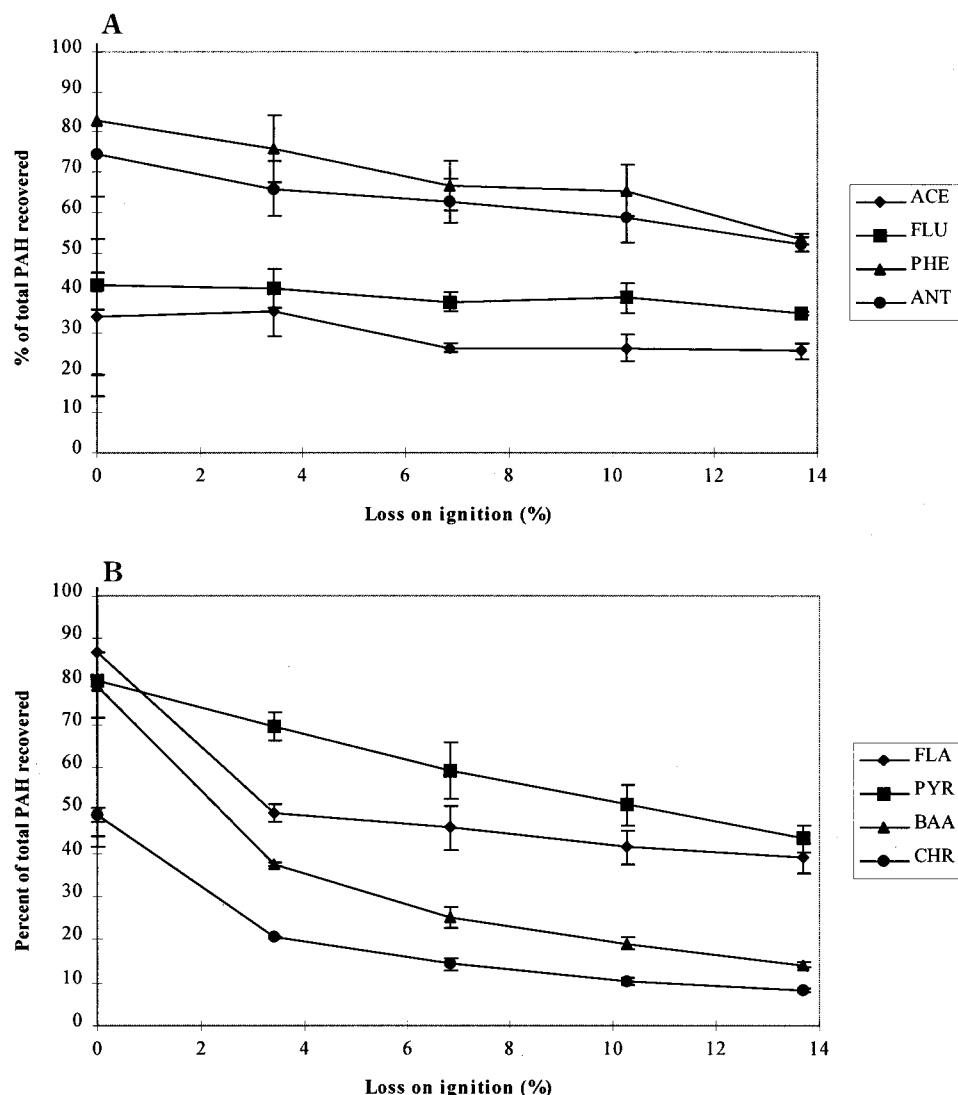 A
100
90
80
70
60
50
40
30
20
10
0
% of total PAH recovered
0 2 4 6 8 10 12 14
Loss on ignition (%)
ACE
FLU
PHE
ANT
B
100
90
80
70
60
50
40
30
20
10
0
Percent of total PAH recovered
0 2 4 6 8 10 12 14
Loss on ignition (%)
FLA
PYR
BAA
CHR